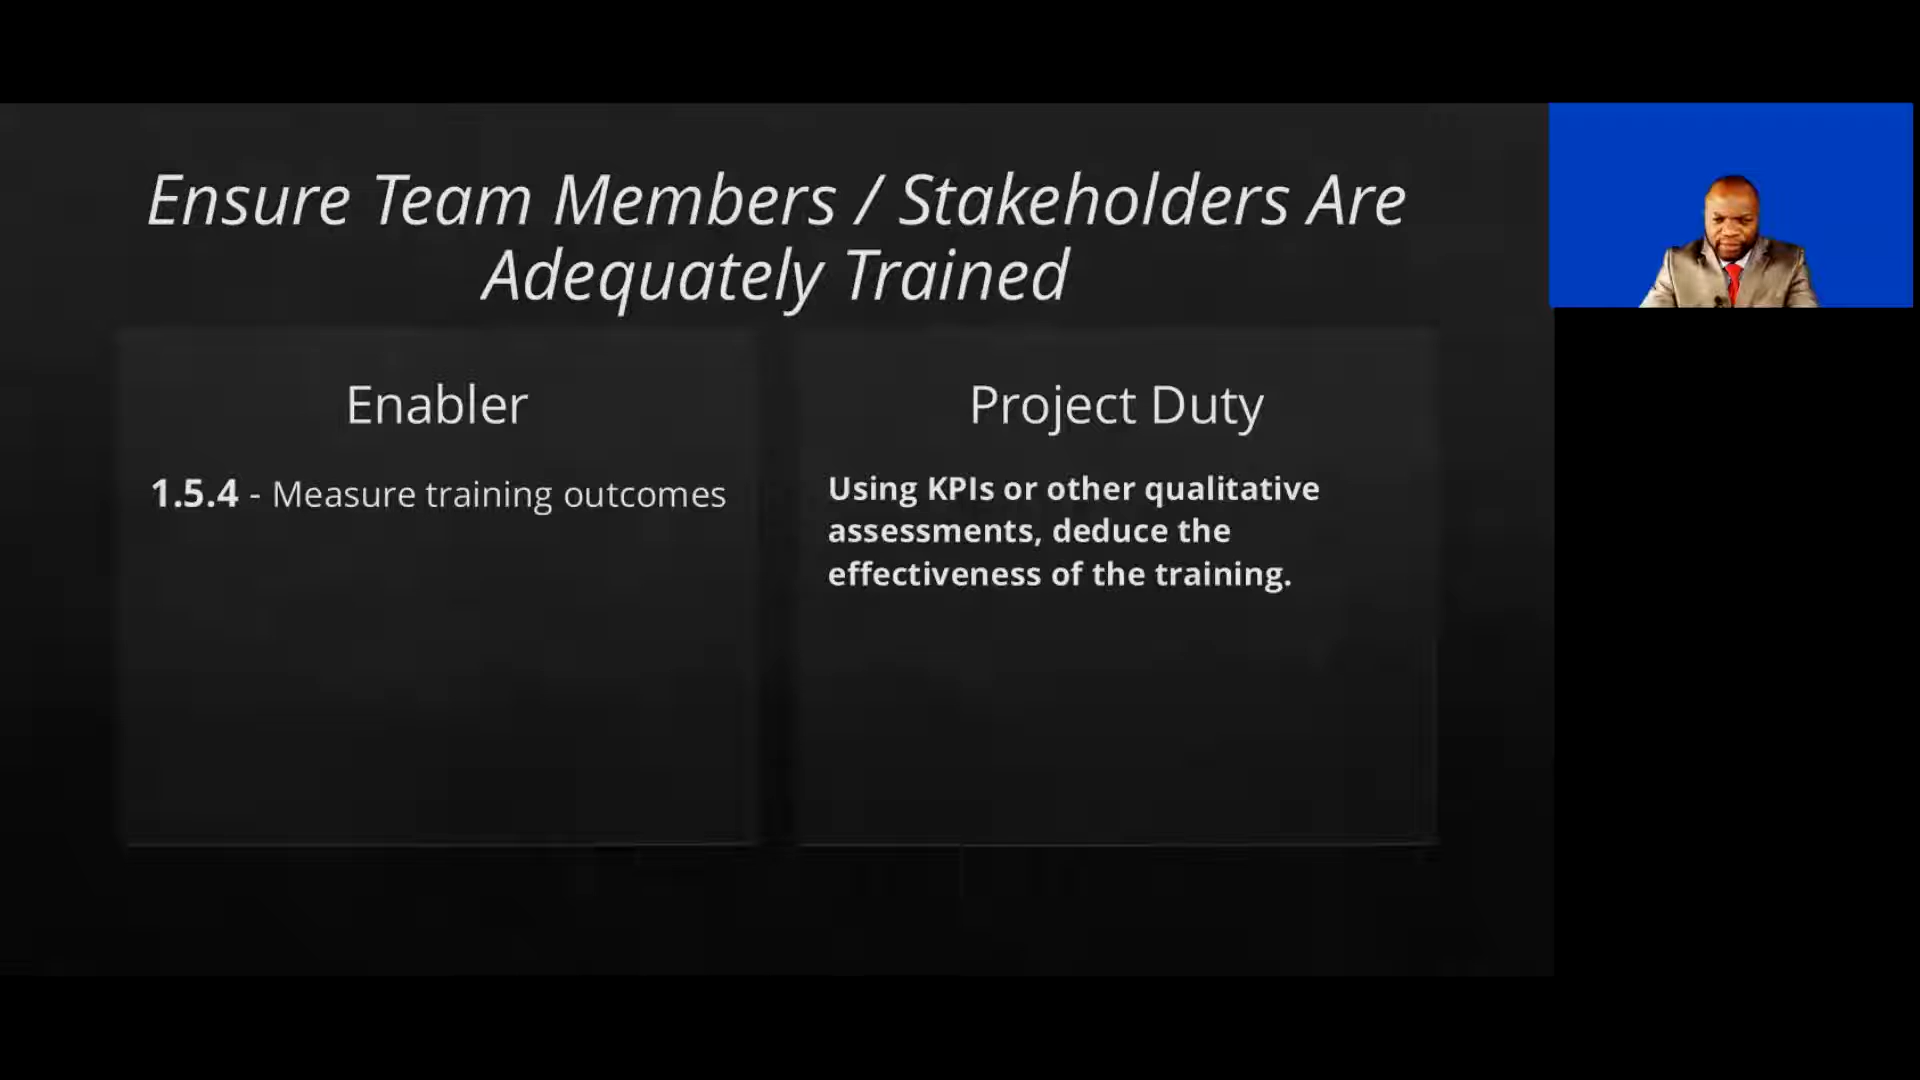 Ensure Team Members / Stakeholders Are
Adequately Trained
Enabler
1.5.4 - Measure training outcomes
Project Duty
Using KPIs or other qualitative
assessments, deduce the
effectiveness of the training.